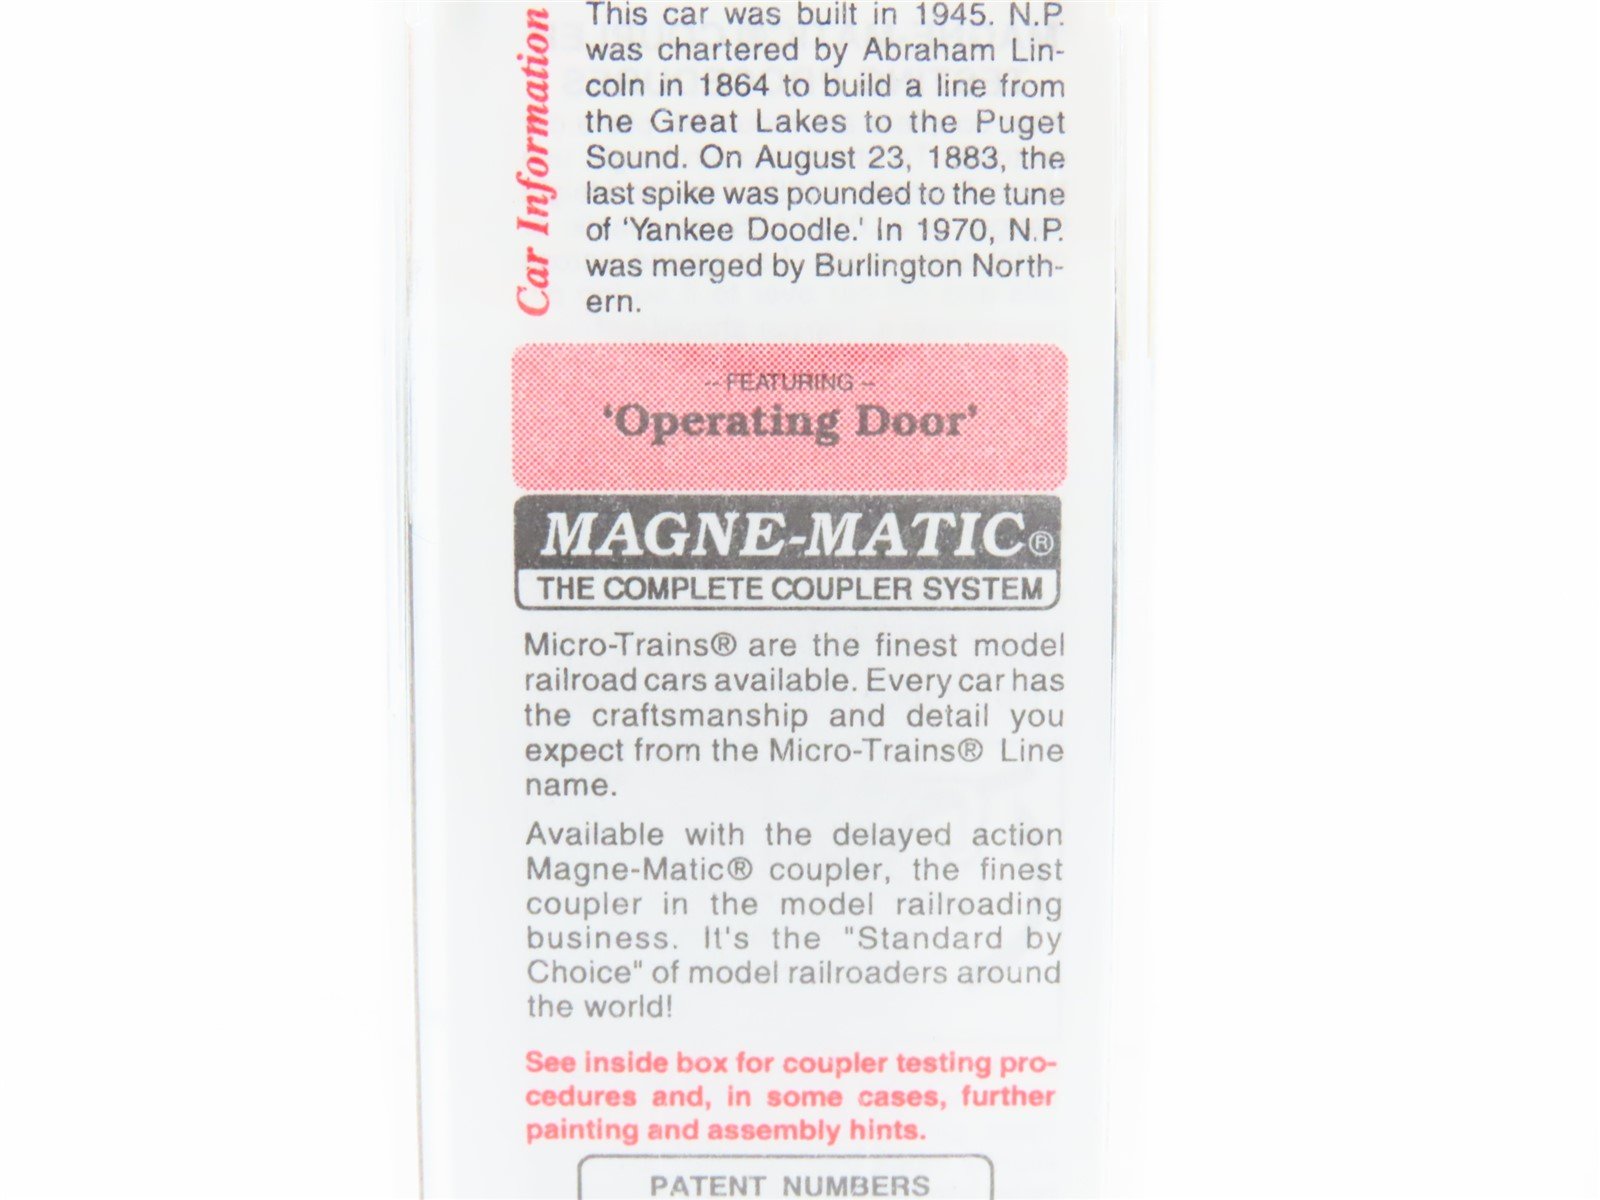 Car Information
This car was built in 1945. N.P.
was chartered by Abraham Lin-
coln in 1864 to build a line from
the Great Lakes to the Puget
Sound. On August 23, 1883, the
last spike was pounded to the tune
of 'Yankee Doodle.' In 1970, N.P.
was merged by Burlington North-
ern.
-- FEATURING --
'Operating Door'
MAGNE-MATIC®
THE COMPLETE COUPLER SYSTEM
Micro-Trains® are the finest model
railroad cars available. Every car has
the craftsmanship and detail you
expect from the Micro-Trains® Line
name.
Available with the delayed action
Magne-Matic® coupler, the finest
coupler in the model railroading
business. It's the "Standard by
Choice" of model railroaders around
the world!
See inside box for coupler testing pro-
cedures and, in some cases, further
painting and assembly hints.
PATENT NUMBERS